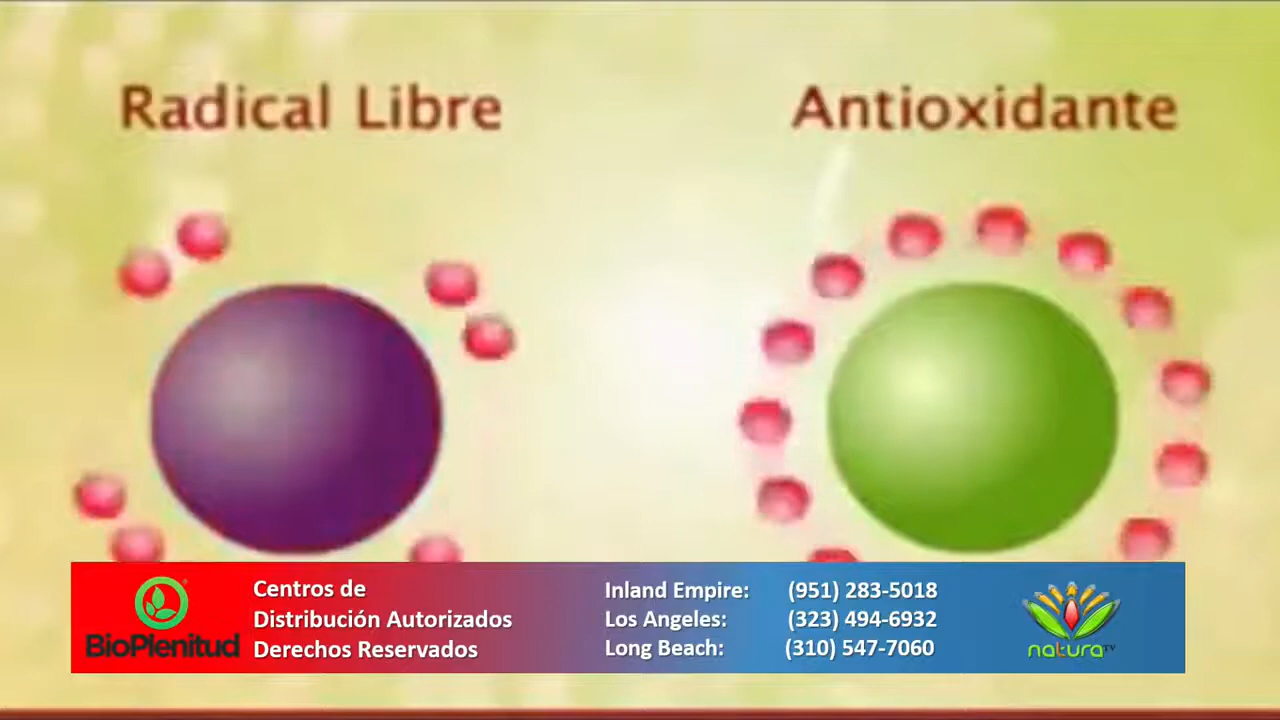 Radical Libre
Antioxidante
BioPlenitud
Centros de
Distribución Autorizados
Derechos Reservados
Inland Empire: (951) 283-5018
Los Angeles: (323) 494-6932
Long Beach: (310) 547-7060
naturaTV